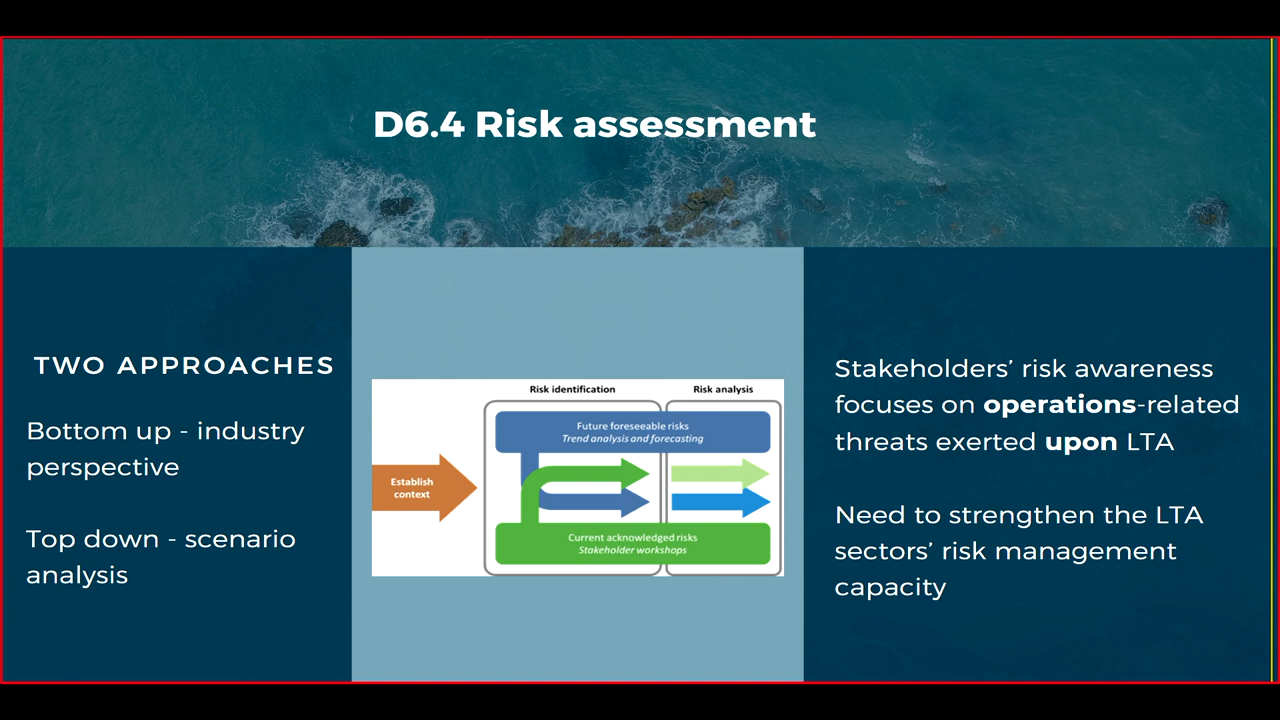 D6.4 Risk assessment
TWO APPROACHES
Bottom up - industry
perspective
Top down - scenario
analysis
Risk identification
Risk analysis
Establish
context
Future foreseeable risks
Trend analysis and forecasting
Current acknowledged risks
Stakeholder workshops
Stakeholders’ risk awareness
focuses on operations-related
threats exerted upon LTA
Need to strengthen the LTA
sectors’ risk management
capacity